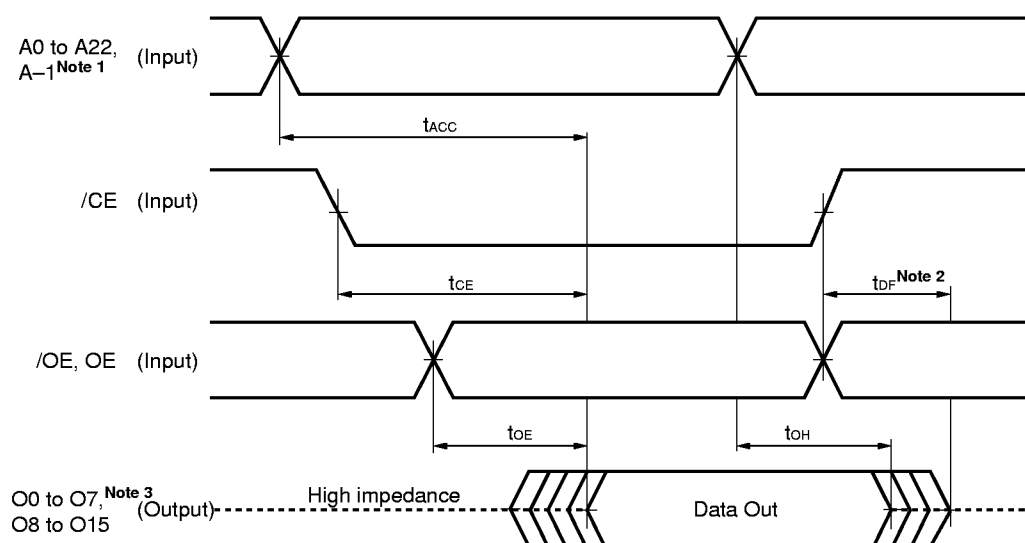 A0 to A22, (Input)
A–1Note 1
tACC
/CE (Input)
tCE
tDFNote 2
/OE, OE (Input)
tOE
tOH
O0 to O7,Note 3 (Output)
O8 to O15
High impedance
Data Out